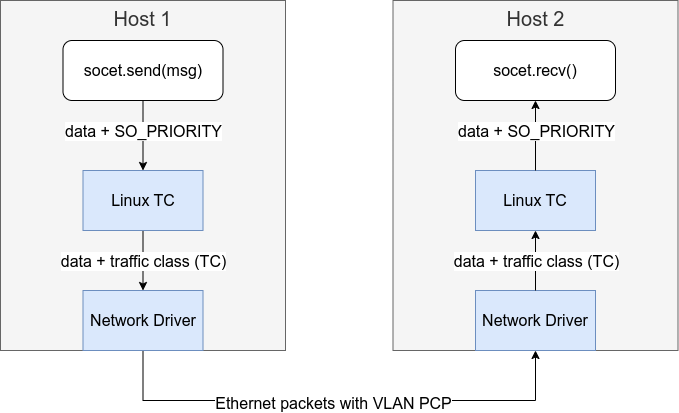 Host 1
socet.send(msg)
data + SO_PRIORITY
Linux TC
data + traffic class (TC)
Network Driver
Host 2
socet.recv()
data + SO_PRIORITY
Linux TC
data + traffic class (TC)
Network Driver
Ethernet packets with VLAN PCP